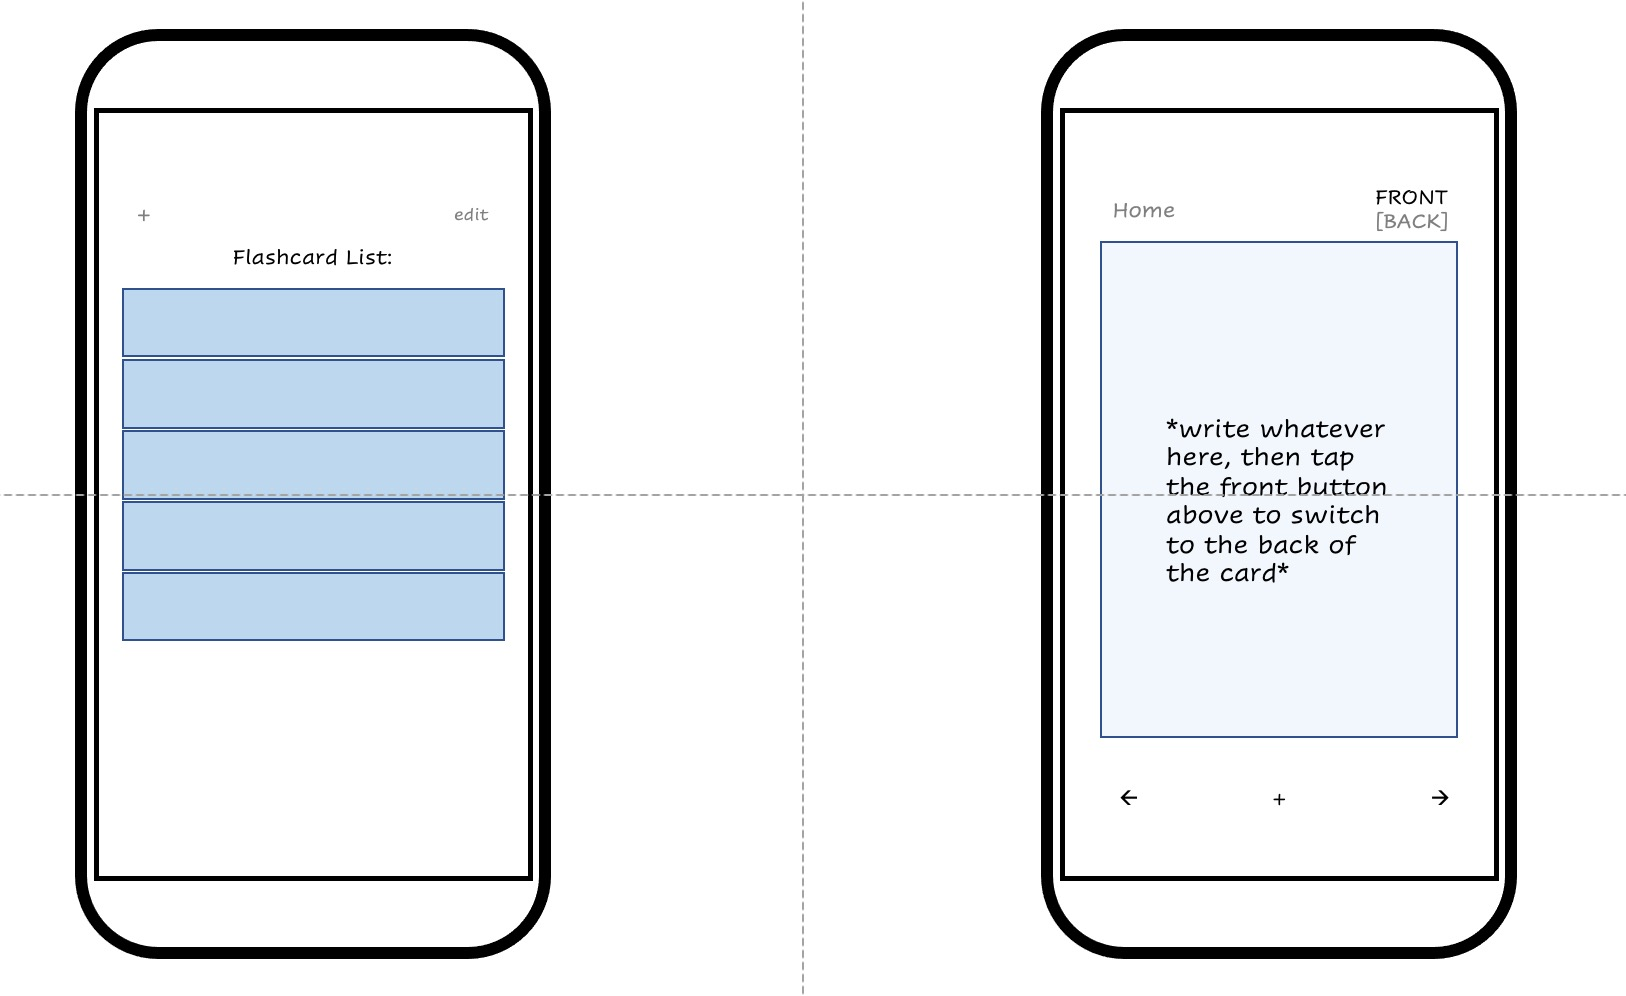 +
edit
Flashcard List:
Home
FRONT
[BACK]
*write whatever
here, then tap
the front button
above to switch
to the back of
the card*
← + →